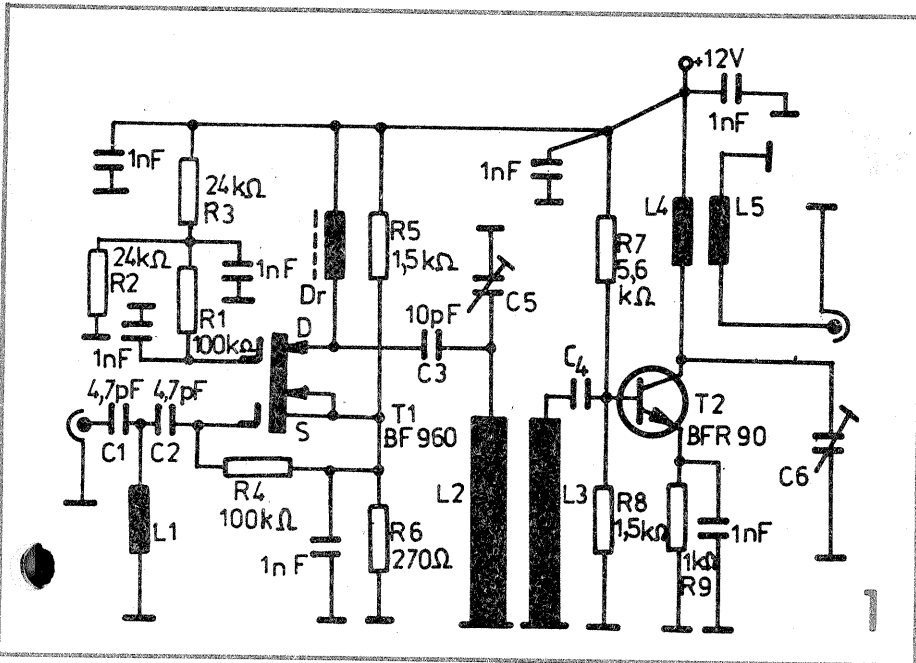 +12V
1nF
1nF
1nF
24kΩ
R3
L4
L5
R5
1,5kΩ
R7
5,6
kΩ
24kΩ
R2
1nF
Dr
C5
R1
100kΩ
D
10pF
C3
1nF
C4
4,7pF
4,7pF
C1
C2
S
T1
BF 960
T2
BFR 90
C6
R4
100kΩ
L1
L2
L3
R6
270Ω
1nF
R8
1,5kΩ
1nF
1kΩ
R9
1